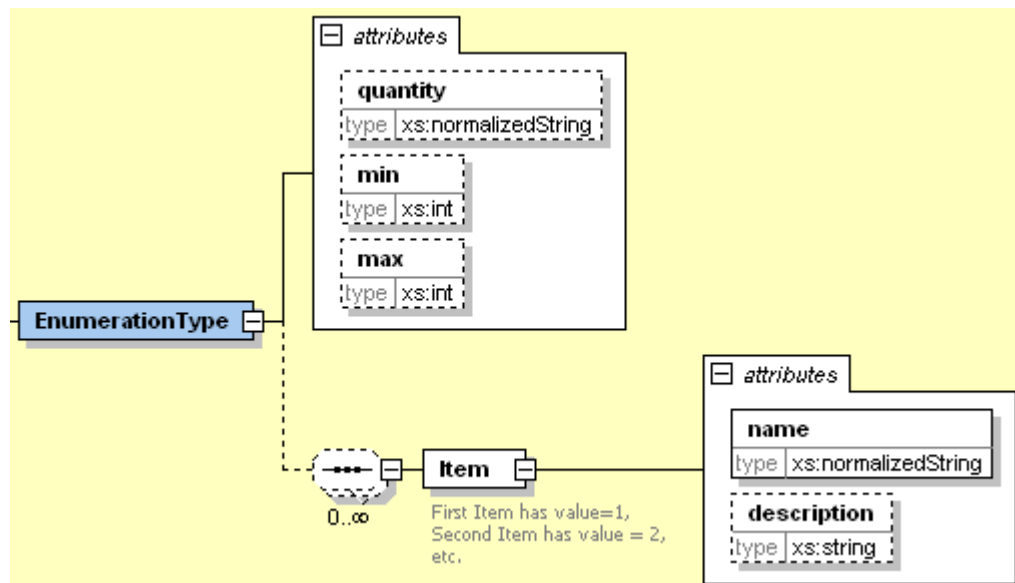 attributes
quantity
type xs:normalizedString
min
type xs:int
max
type xs:int
EnumerationType
attributes
name
type xs:normalizedString
Item
0..∞
First Item has value=1,
Second Item has value = 2,
etc.
description
type xs:string